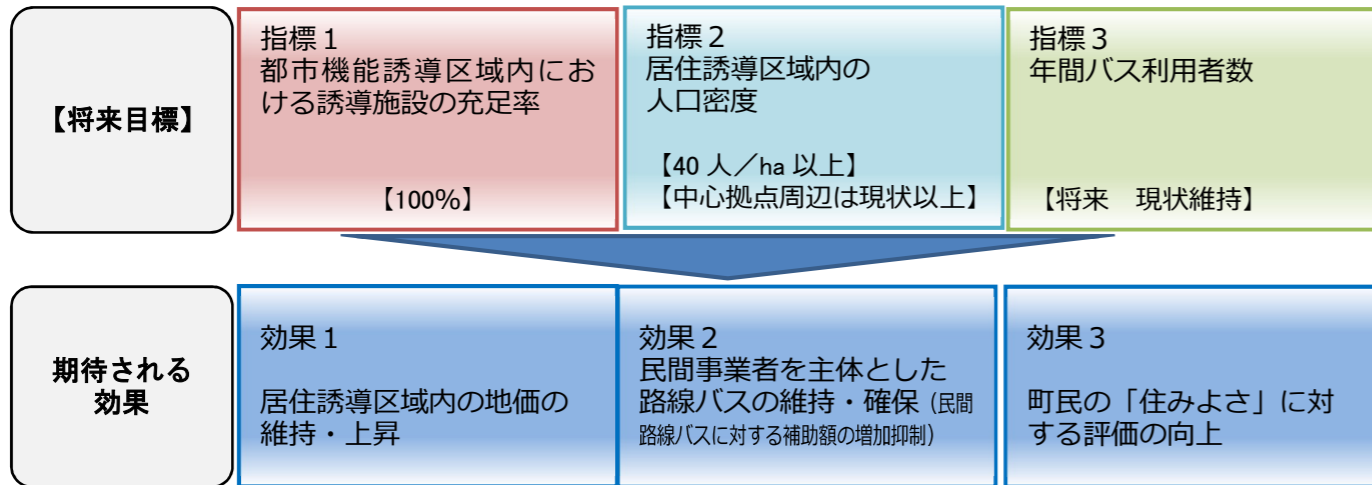 【将来目標】
指標１
都市機能誘導区域内にお
ける誘導施設の充足率
【100%】
指標２
居住誘導区域内の
人口密度
【40 人／ha 以上】
【中心拠点周辺は現状以上】
指標３
年間バス利用者数
【将来　現状維持】
期待される
効果
効果１
居住誘導区域内の地価の
維持・上昇
効果２
民間事業者を主体とした
路線バスの維持・確保（民間
路線バスに対する補助額の増加抑制）
効果３
町民の「住みよさ」に対
する評価の向上